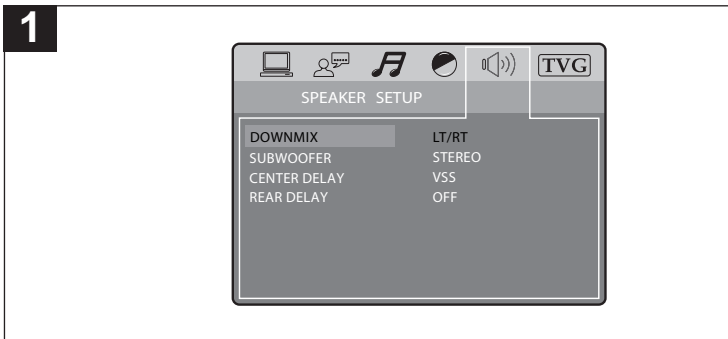 1
TVG
SPEAKER SETUP
DOWNMIX LT/RT
SUBWOOFER STEREO
CENTER DELAY VSS
REAR DELAY OFF